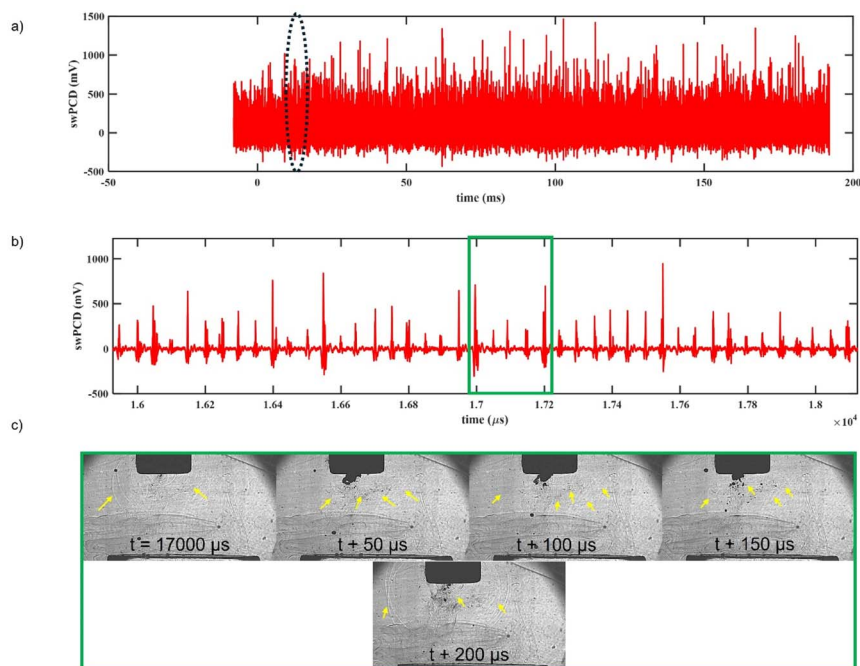 a)
1500
1000
500
0
-500
swPCD (mV)
-50 0 50 100 150 200
time (ms)
b)
1000
500
0
-500
swPCD (mV)
1.6 1.62 1.64 1.66 1.68 1.7 1.72 1.74 1.76 1.78 1.8
time (μs)
×10⁴
c)
t = 17000 μs t + 50 μs t + 100 μs t + 150 μs
t + 200 μs